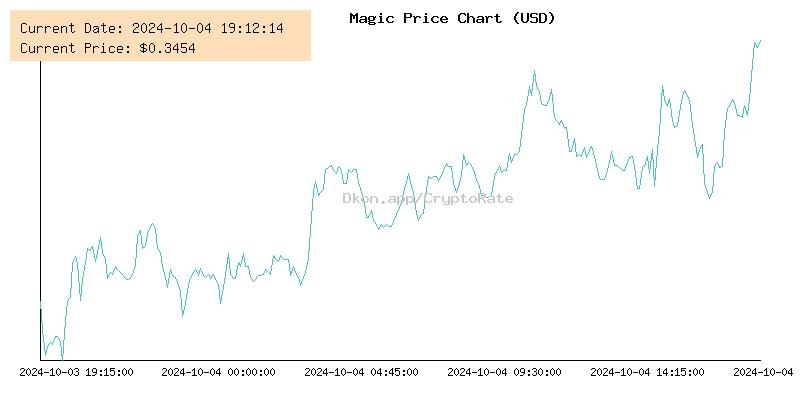 Magic Price Chart (USD)
Current Date: 2024-10-04 19:12:14
Current Price: $0.3454
Dkon.app/CryptoRate
2024-10-03 19:15:00
2024-10-04 00:00:00
2024-10-04 04:45:00
2024-10-04 09:30:00
2024-10-04 14:15:00
2024-10-04